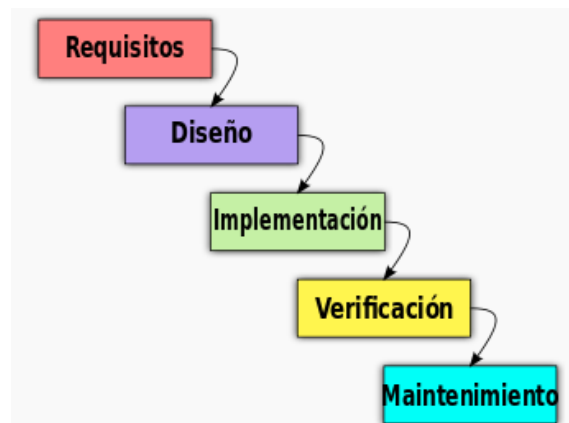 Requisitos
Diseño
Implementación
Verificación
Maintenimiento